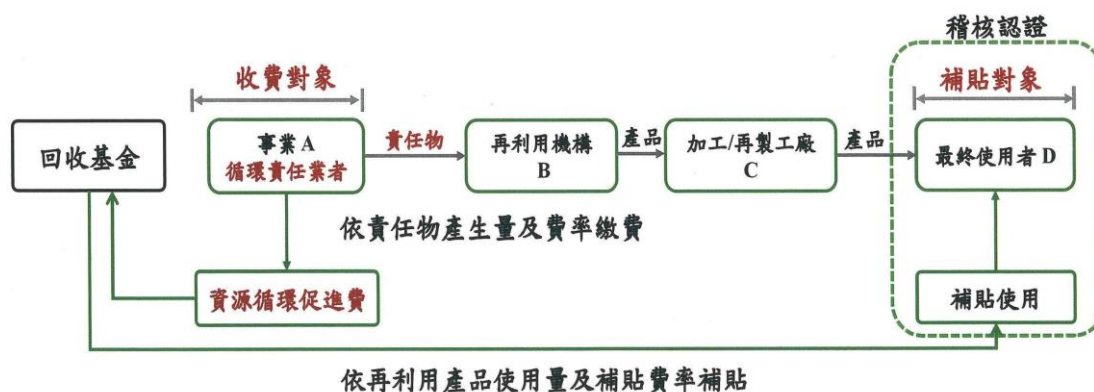 稽核認證
收費對象
補貼對象
回收基金
事業 A
循環責任業者
責任物
再利用機構
B
產品
加工/再製工廠
C
產品
最終使用者 D
依責任物產生量及費率繳費
資源循環促進費
補貼使用
依再利用產品使用量及補貼費率補貼